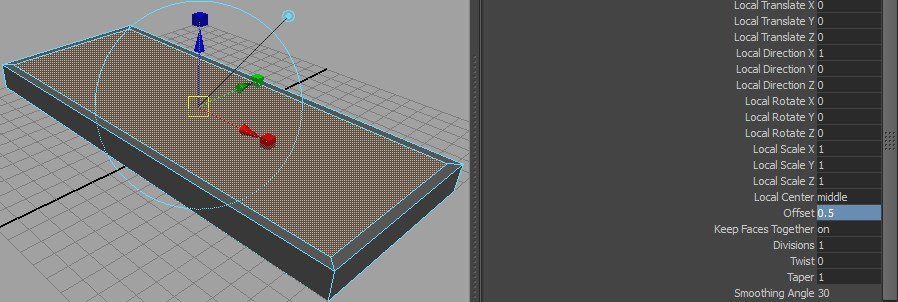 Local Translate X 0
Local Translate Y 0
Local Translate Z 0
Local Direction X 1
Local Direction Y 0
Local Direction Z 0
Local Rotate X 0
Local Rotate Y 0
Local Rotate Z 0
Local Scale X 1
Local Scale Y 1
Local Scale Z 1
Local Center middle
Offset 0.5
Keep Faces Together on
Divisions 1
Twist 0
Taper 1
Smoothing Angle 30